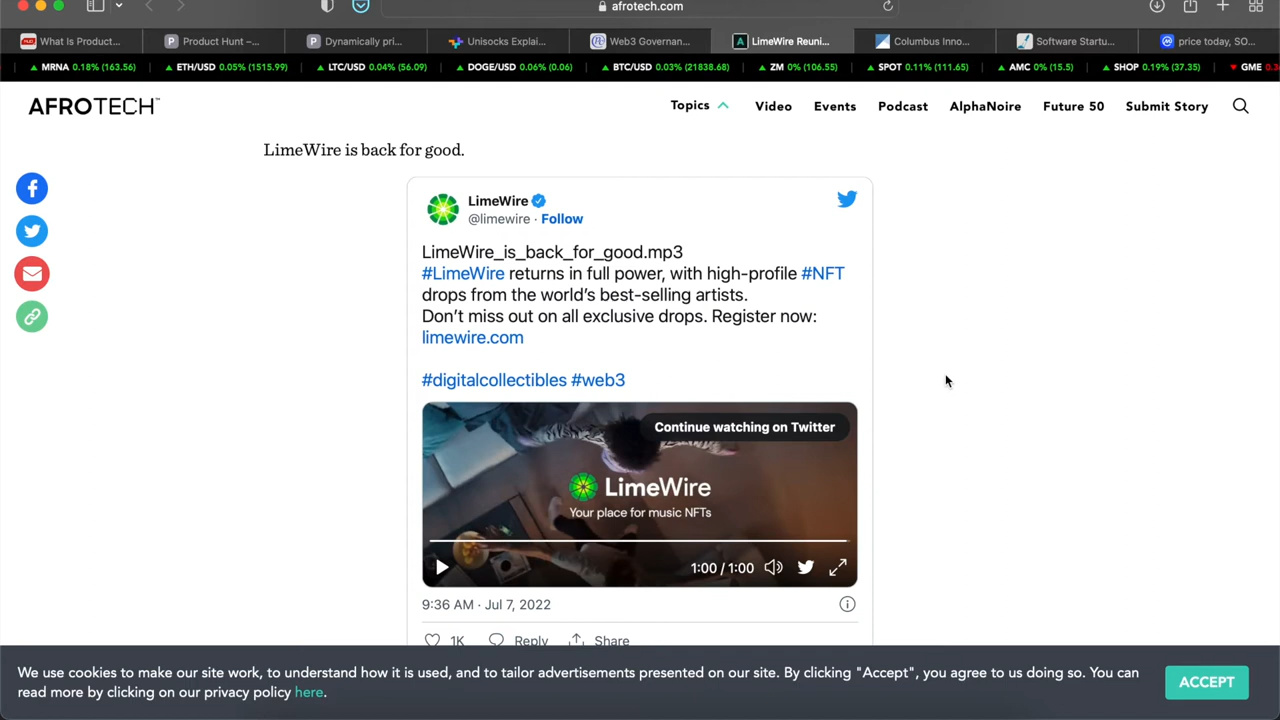 afrotech.com
What Is Product...
Product Hunt –...
Dynamically pri...
Unisocks Explai...
Web3 Governan...
LimeWire Reuni...
Columbus Inno...
Software Startu...
price today, SO...
MRNA 0.18% (163.56)
ETH/USD 0.05% (1515.99)
LTC/USD 0.04% (56.09)
DOGE/USD 0.06% (0.06)
BTC/USD 0.03% (21838.68)
ZM 0% (106.55)
SPOT 0.11% (111.65)
AMC 0% (15.5)
SHOP 0.19% (37.35)
GME
AFROTECH™
Topics
Video
Events
Podcast
AlphaNoire
Future 50
Submit Story
LimeWire is back for good.
LimeWire
@limewire · Follow
LimeWire_is_back_for_good.mp3
#LimeWire returns in full power, with high-profile #NFT
drops from the world's best-selling artists.
Don't miss out on all exclusive drops. Register now:
limewire.com
#digitalcollectibles #web3
Continue watching on Twitter
LimeWire
Your place for music NFTs
1:00 / 1:00
9:36 AM · Jul 7, 2022
1K
Reply
Share
We use cookies to make our site work, to understand how it is used, and to tailor advertisements presented on our site. By clicking "Accept", you agree to us doing so. You can
read more by clicking on our privacy policy here.
ACCEPT